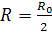 R = R₀/2